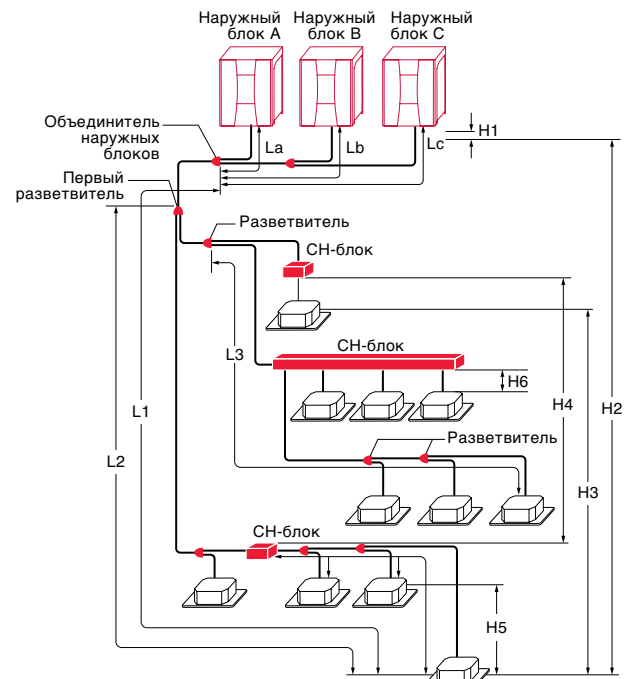 Наружный блок A
Наружный блок B
Наружный блок C
Объединитель
наружных
блоков
La
Lb
Lc
H1
Первый
разветвитель
Разветвитель
CH-блок
L3
CH-блок
H6
H4
H2
L1
L2
Разветвитель
H3
CH-блок
H5